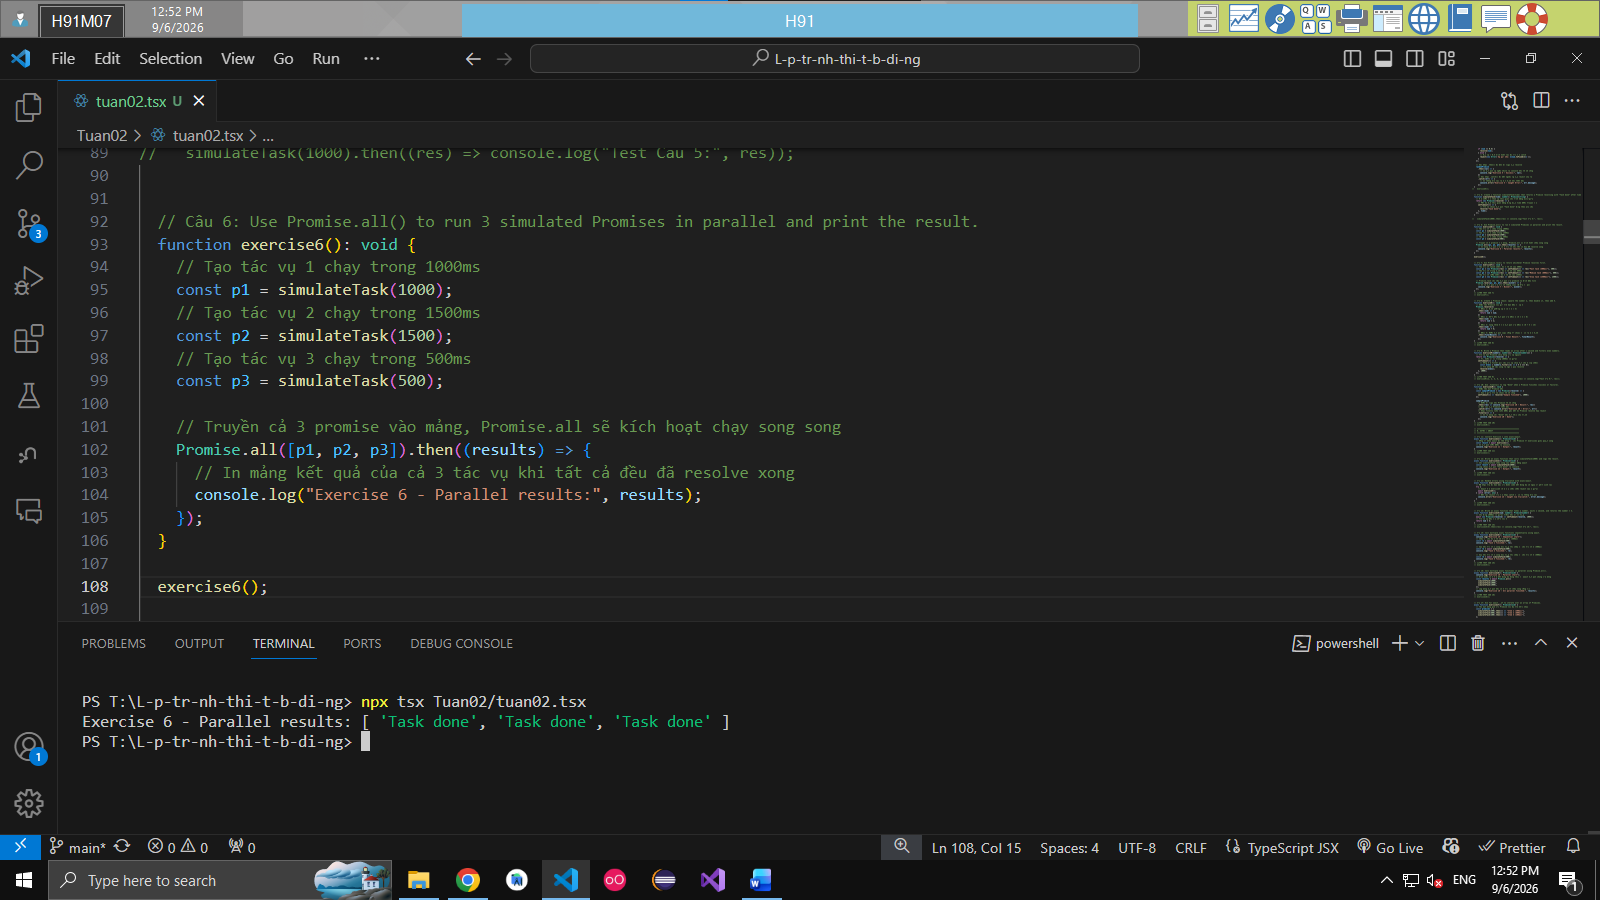 H91M07
12:52 PM
9/6/2026
H91
Q W
A S
File Edit Selection View Go Run ···
L-p-tr-nh-thi-t-b-di-ng
tuan02.tsx U
Tuan02 > tuan02.tsx > ...
89 // simulateTask(1000).then((res) => console.log("Test Câu 5:", res));
90
91
92 // Câu 6: Use Promise.all() to run 3 simulated Promises in parallel and print the result.
93 function exercise6(): void {
94 // Tạo tác vụ 1 chạy trong 1000ms
95 const p1 = simulateTask(1000);
96 // Tạo tác vụ 2 chạy trong 1500ms
97 const p2 = simulateTask(1500);
98 // Tạo tác vụ 3 chạy trong 500ms
99 const p3 = simulateTask(500);
100
101 // Truyền cả 3 promise vào mảng, Promise.all sẽ kích hoạt chạy song song
102 Promise.all([p1, p2, p3]).then((results) => {
103 // In mảng kết quả của cả 3 tác vụ khi tất cả đều đã resolve xong
104 console.log("Exercise 6 - Parallel results:", results);
105 });
106 }
107
108 exercise6();
109
3
1
PROBLEMS OUTPUT TERMINAL PORTS DEBUG CONSOLE
powershell
PS T:\L-p-tr-nh-thi-t-b-di-ng> npx tsx Tuan02/tuan02.tsx
Exercise 6 - Parallel results: [ 'Task done', 'Task done', 'Task done' ]
PS T:\L-p-tr-nh-thi-t-b-di-ng>
main* 0 0 0
Ln 108, Col 15 Spaces: 4 UTF-8 CRLF TypeScript JSX Go Live Prettier
Type here to search
ENG
12:52 PM
9/6/2026
1